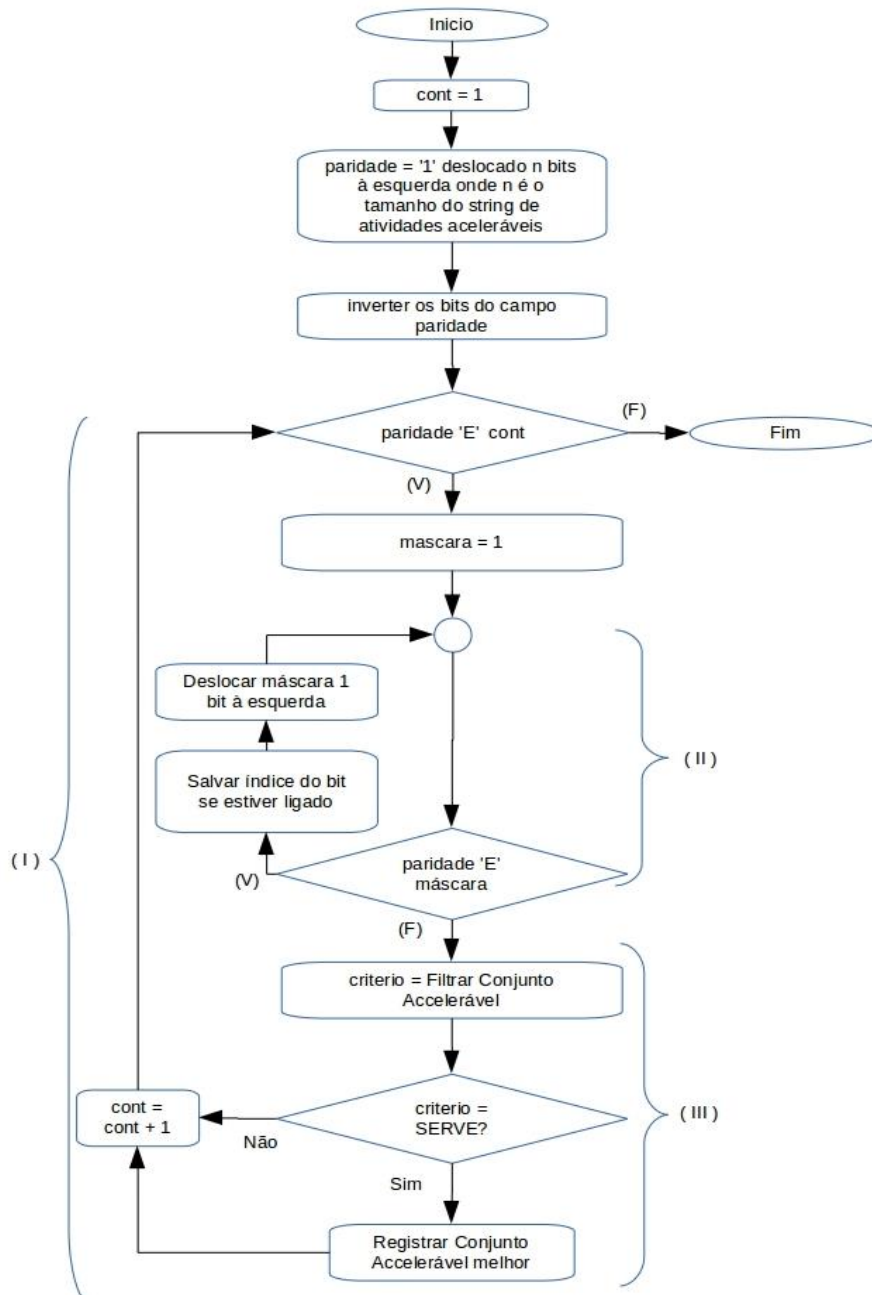 Inicio
cont = 1
paridade = '1' deslocado n bits
à esquerda onde n é o
tamanho do string de
atividades aceleráveis
inverter os bits do campo
paridade
paridade 'E' cont
(F)
Fim
(V)
mascara = 1
Deslocar máscara 1
bit à esquerda
Salvar índice do bit
se estiver ligado
( II )
paridade 'E'
máscara
(V)
( I )
(F)
criterio = Filtrar Conjunto
Accelerável
criterio =
SERVE?
cont =
cont + 1
Não
( III )
Sim
Registrar Conjunto
Accelerável melhor